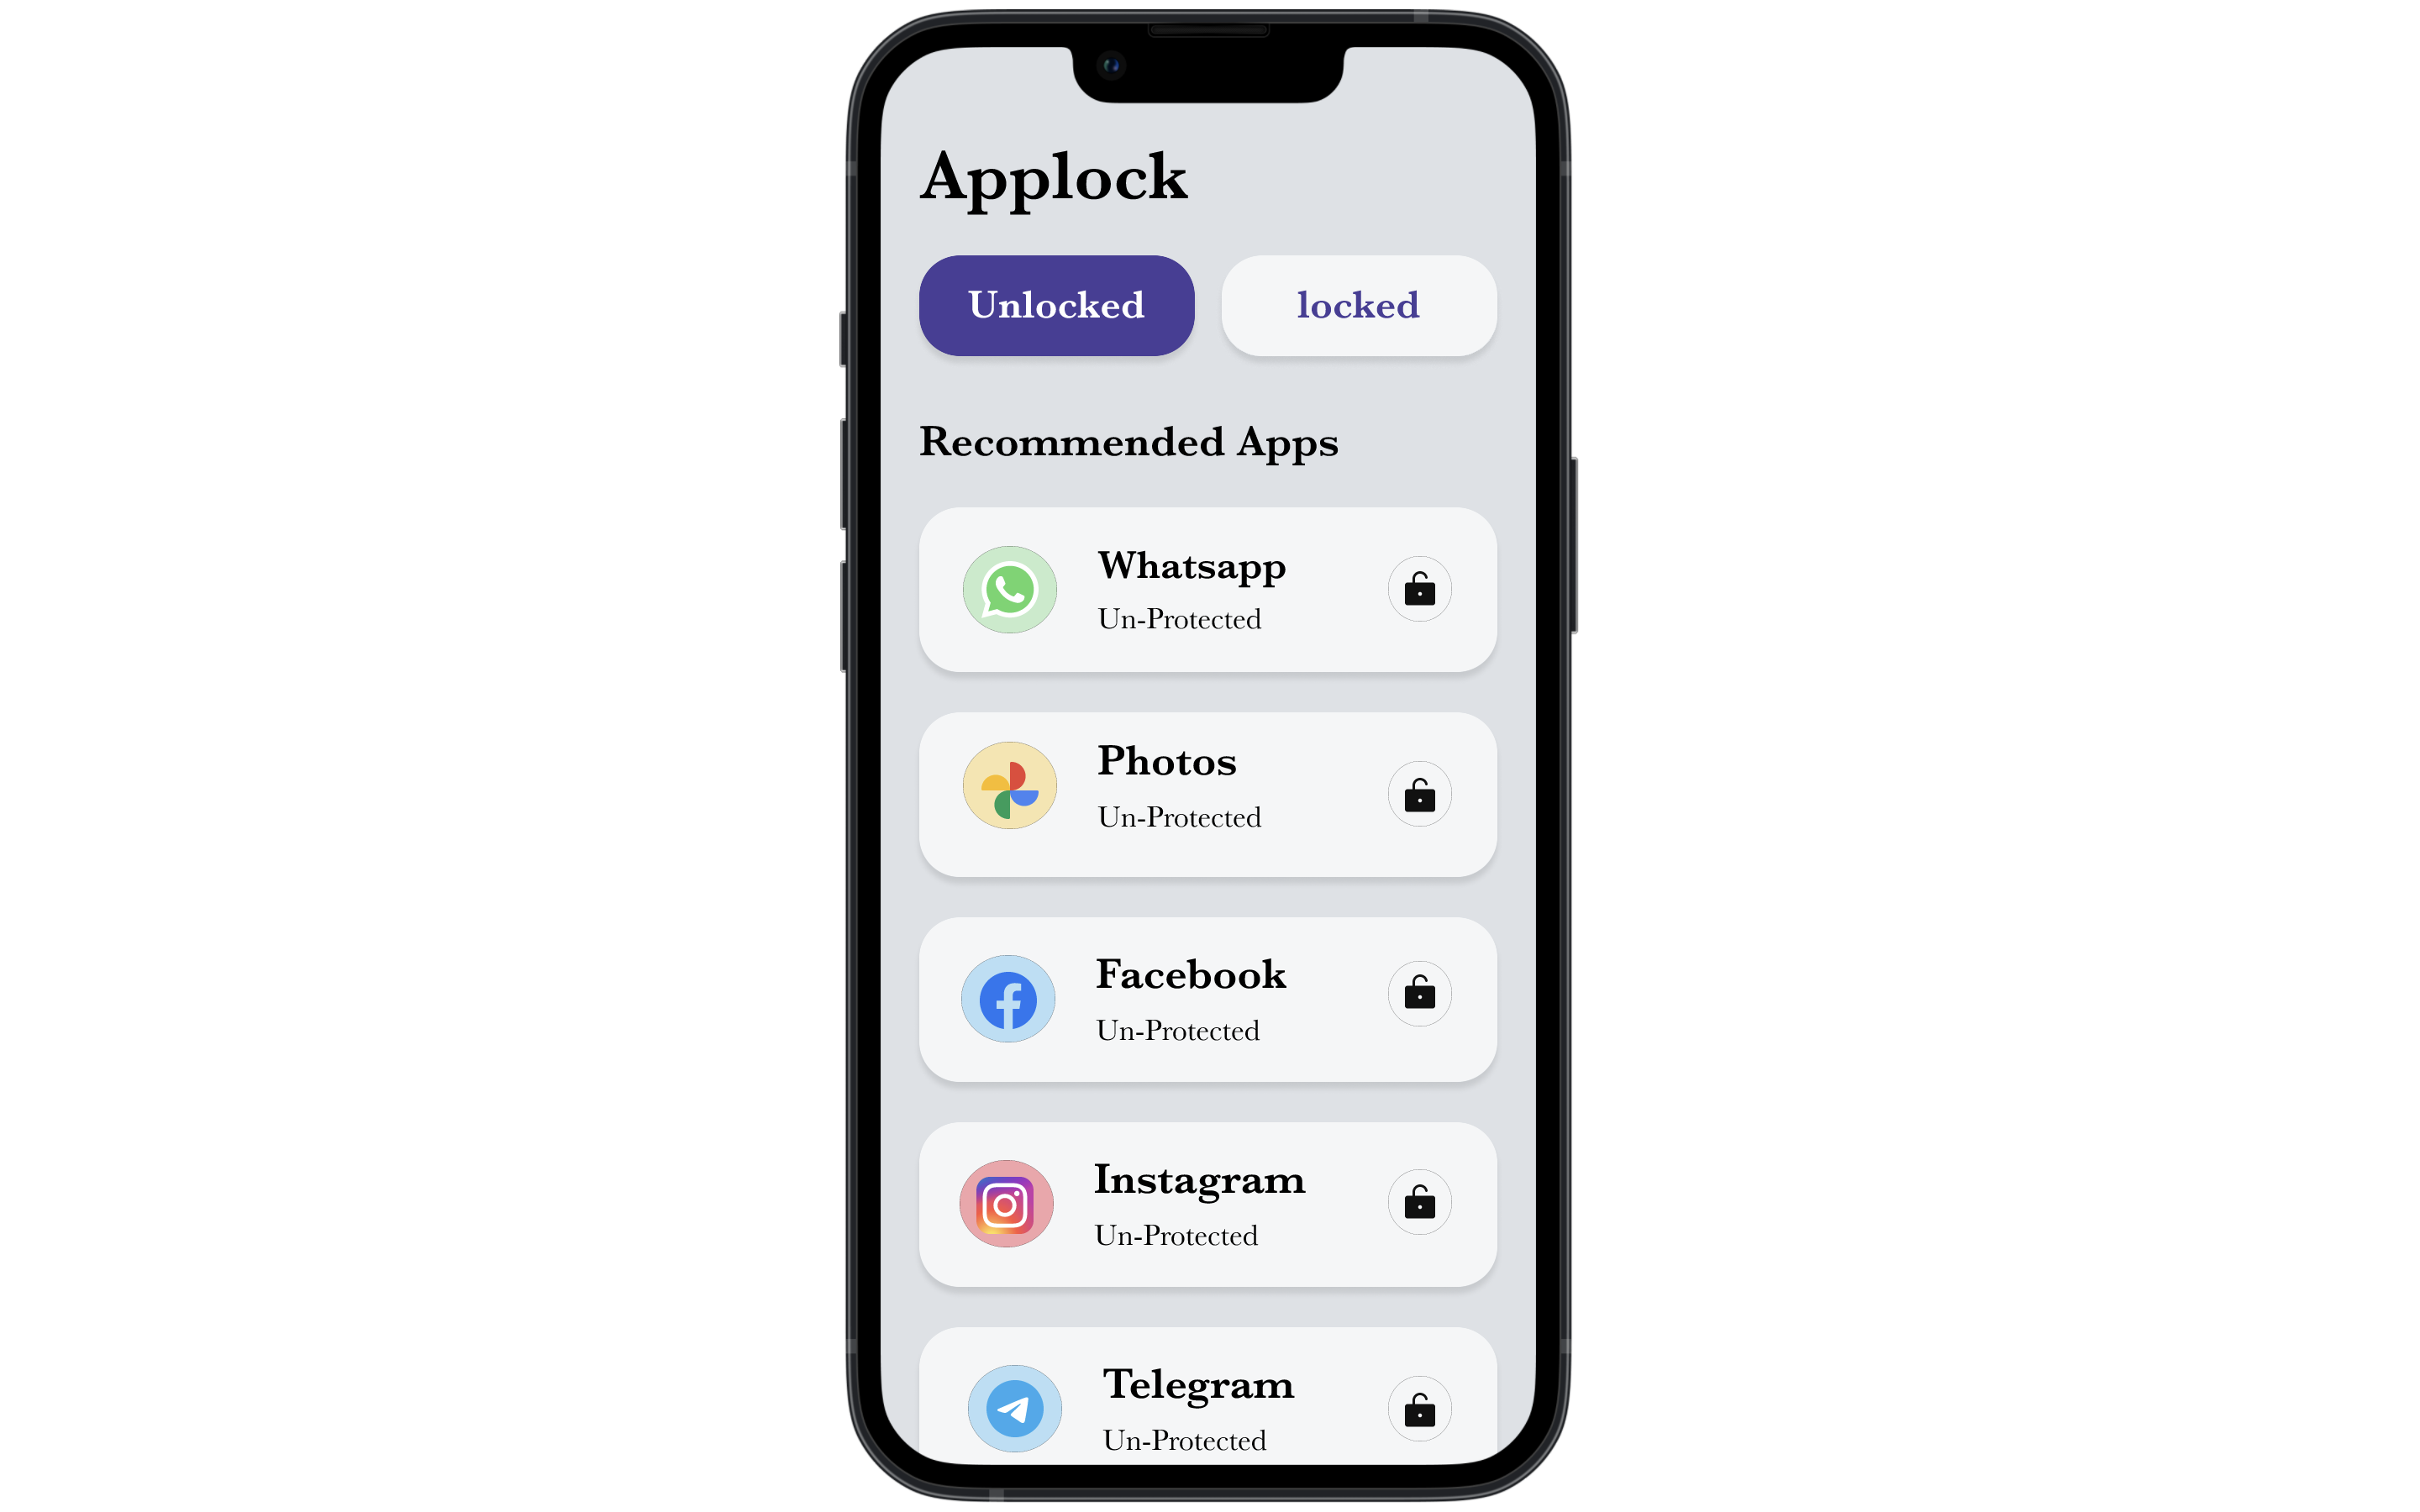 Applock
Unlocked
locked
Recommended Apps
Whatsapp
Un-Protected
Photos
Un-Protected
Facebook
Un-Protected
Instagram
Un-Protected
Telegram
Un-Protected